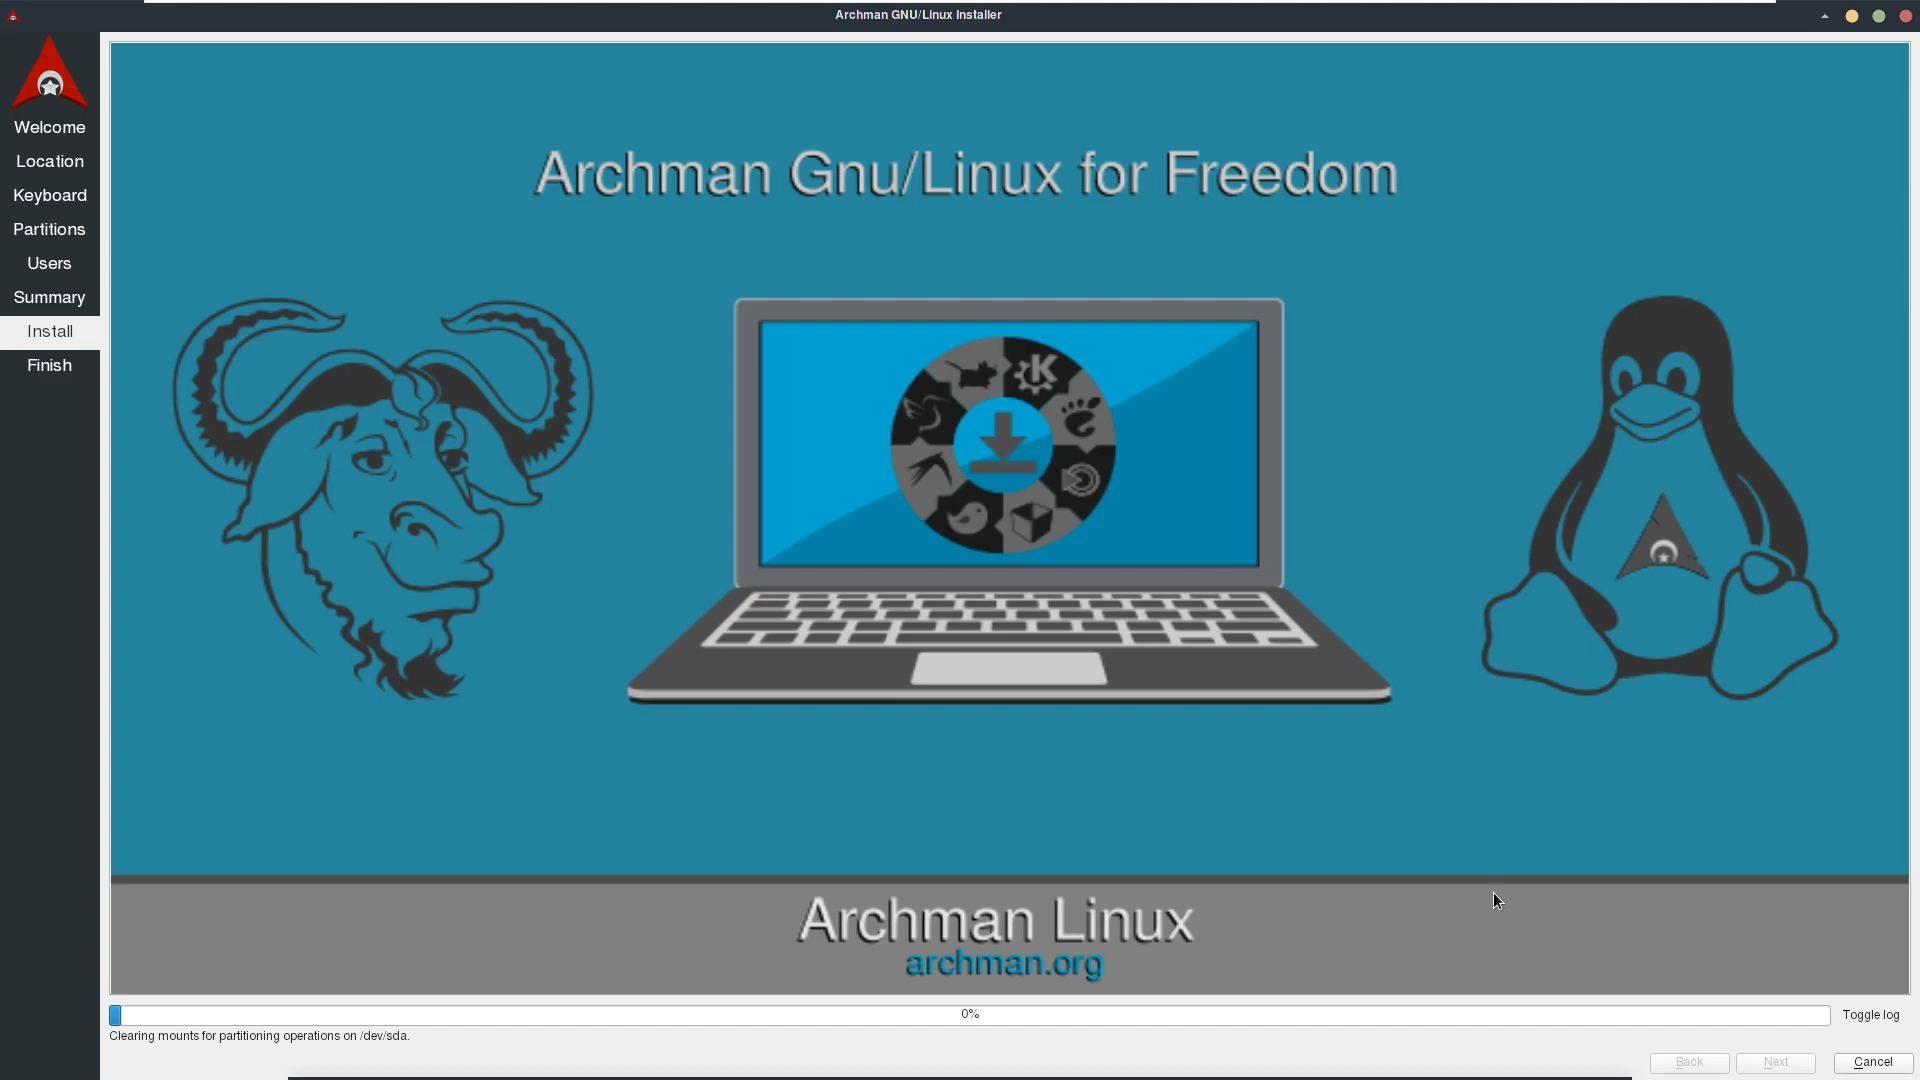 Archman GNU/Linux Installer
Welcome
Location
Keyboard
Partitions
Users
Summary
Install
Finish
Archman Gnu/Linux for Freedom
K
Archman Linux
archman.org
0%
Toggle log
Clearing mounts for partitioning operations on /dev/sda.
Back
Next
Cancel